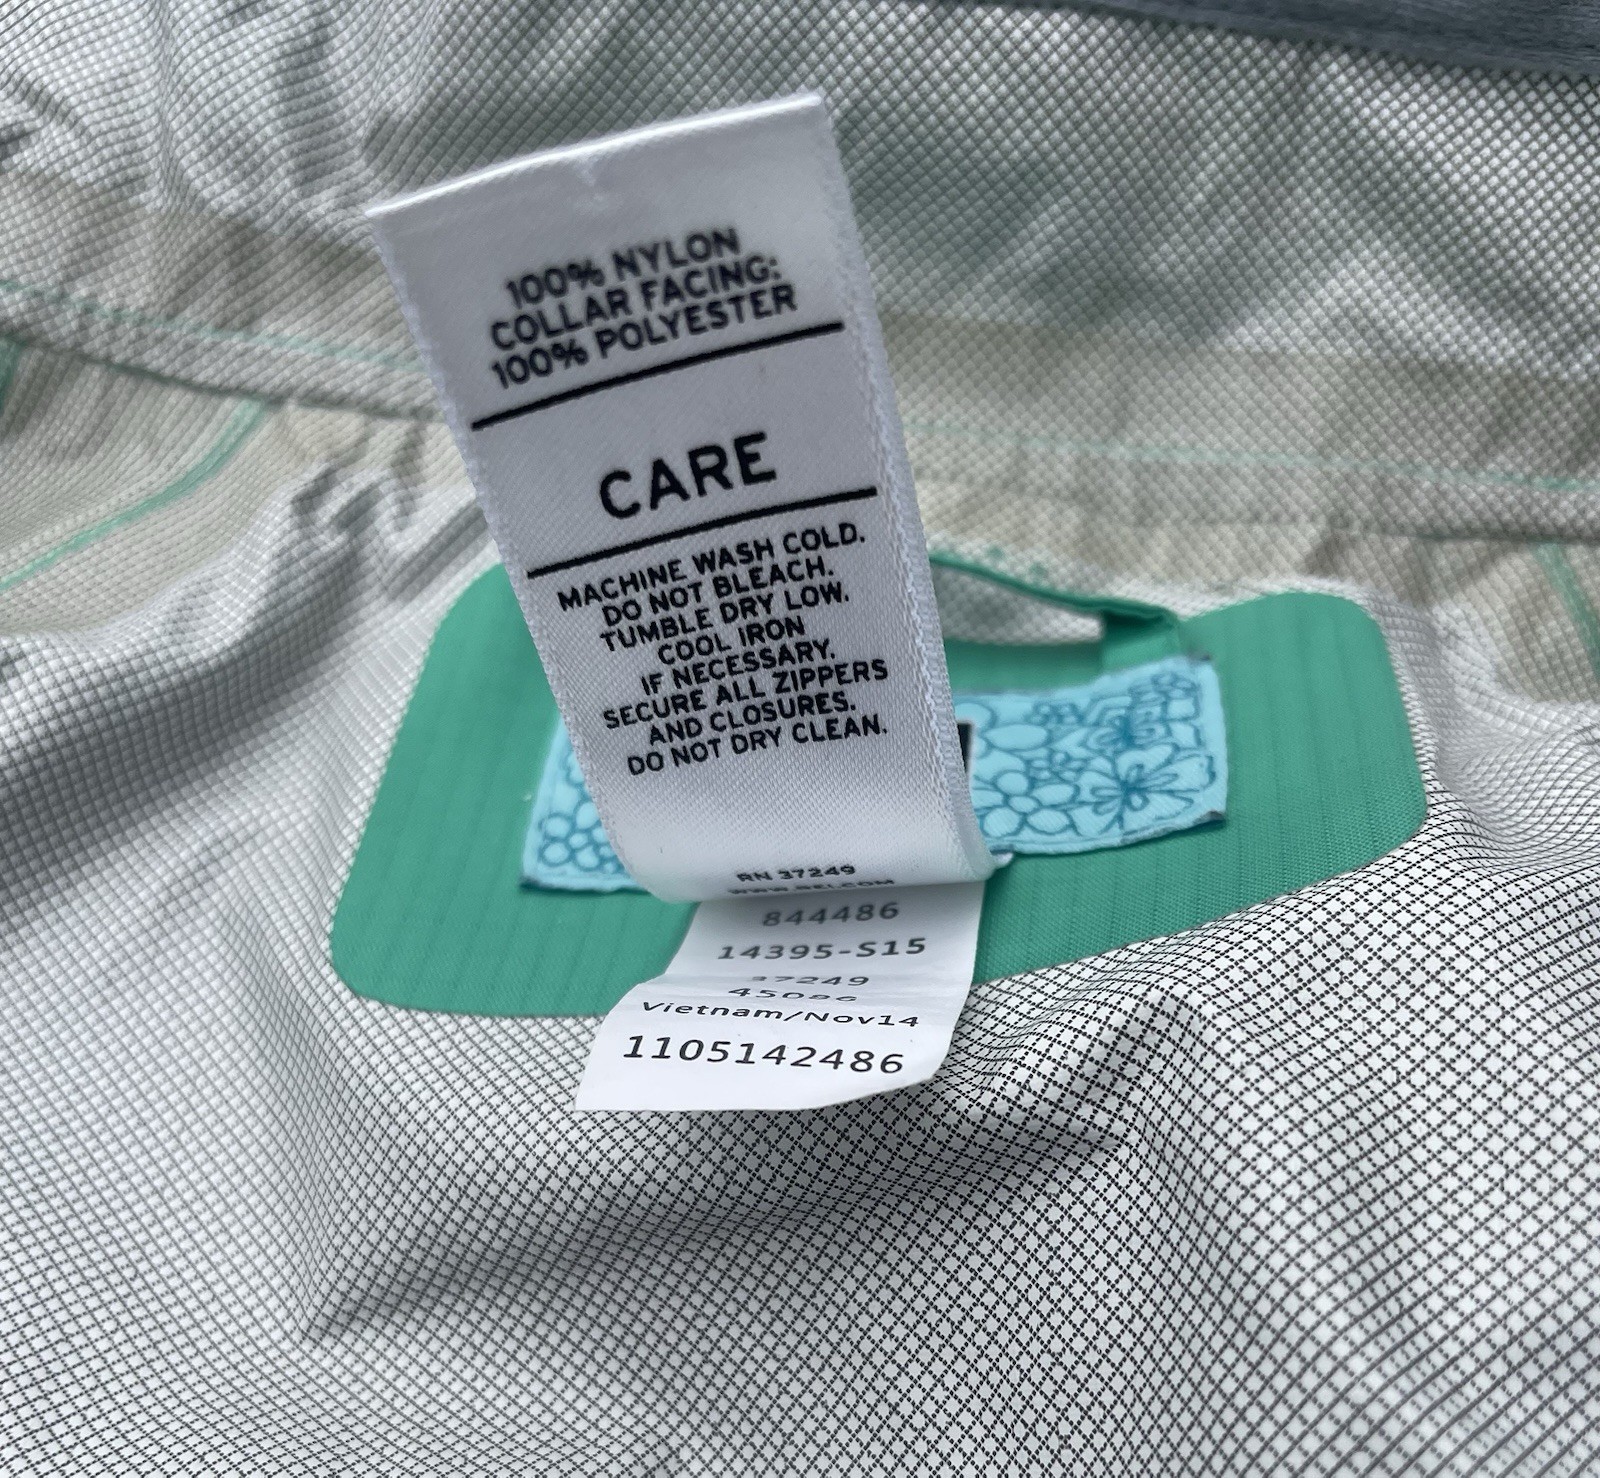 100% NYLON
COLLAR FACING:
100% POLYESTER
CARE
MACHINE WASH COLD.
DO NOT BLEACH.
TUMBLE DRY LOW.
COOL IRON
IF NECESSARY.
SECURE ALL ZIPPERS
AND CLOSURES.
DO NOT DRY CLEAN.
RN 37249
844486
14395-S15
37249
Vietnam/Nov14
1105142486